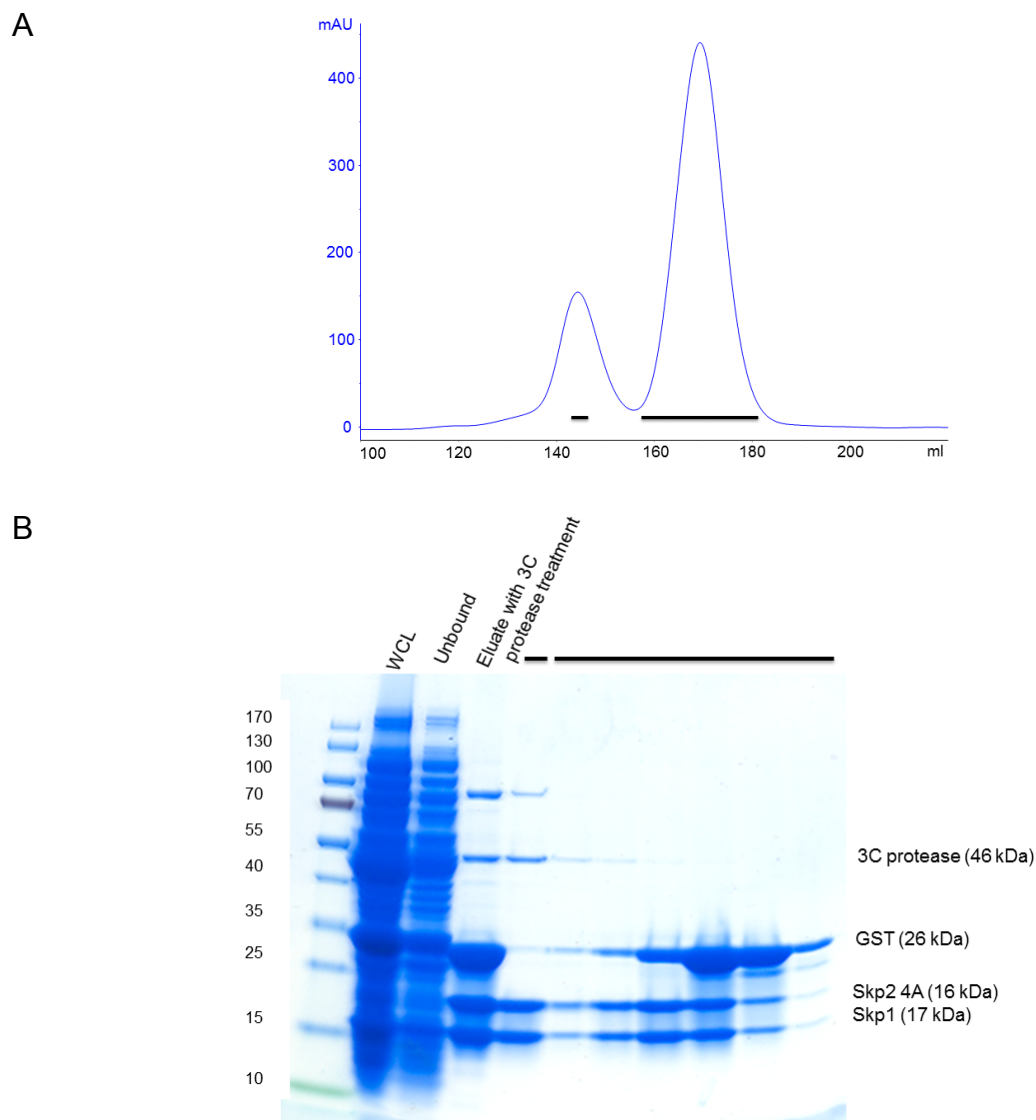 A
mAU
400
300
200
100
0
100 120 140 160 180 200 ml
B
WCL
Unbound
Eluate with 3C
protease treatment
170
130
100
70
55
40
35
25
15
10
3C protease (46 kDa)
GST (26 kDa)
Skp2 4A (16 kDa)
Skp1 (17 kDa)